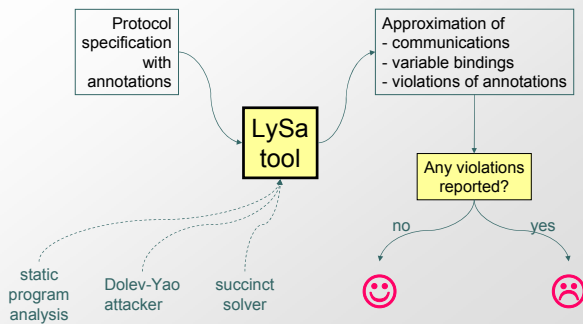 Protocol
specification
with
annotations
Approximation of
- communications
- variable bindings
- violations of annotations
LySa
tool
Any violations
reported?
no
yes
static
program
analysis
Dolev-Yao
attacker
succinct
solver